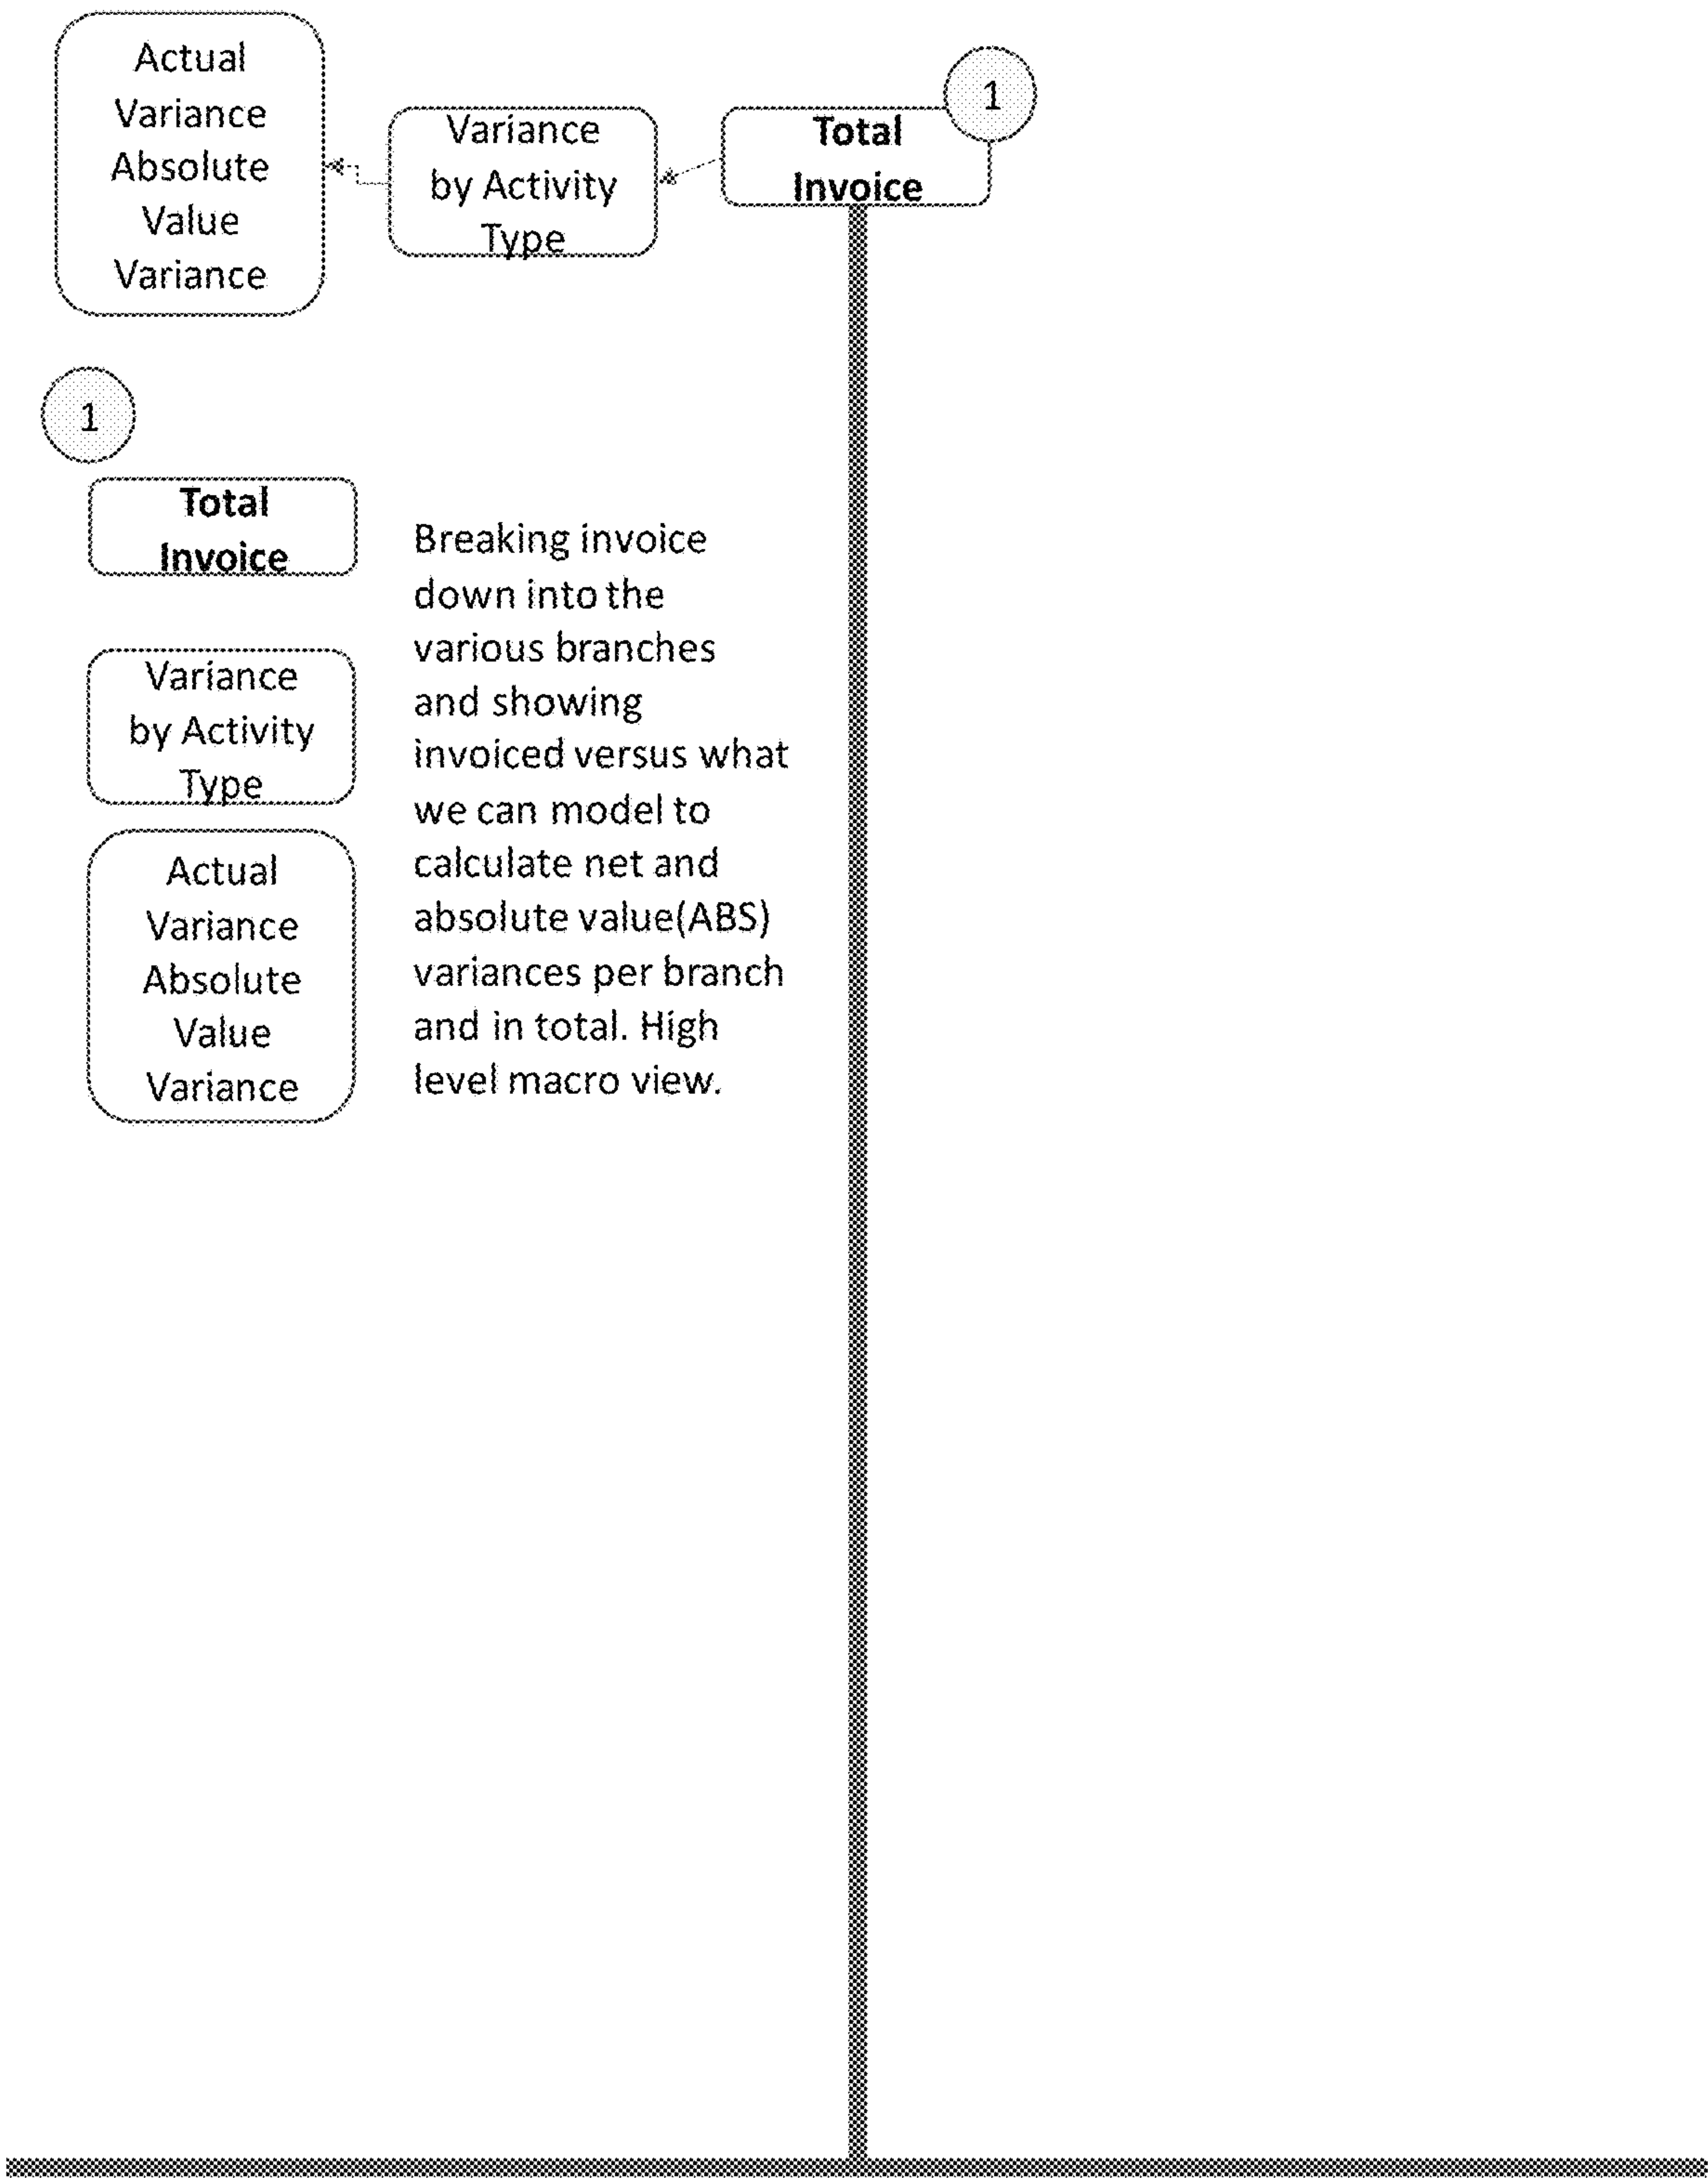 Actual
Variance
Absolute
Value
Variance
Variance
by Activity
Type
Total
Invoice
1
1
Total
Invoice
Variance
by Activity
Type
Actual
Variance
Absolute
Value
Variance
Breaking invoice
down into the
various branches
and showing
invoiced versus what
we can model to
calculate net and
absolute value(ABS)
variances per branch
and in total. High
level macro view.